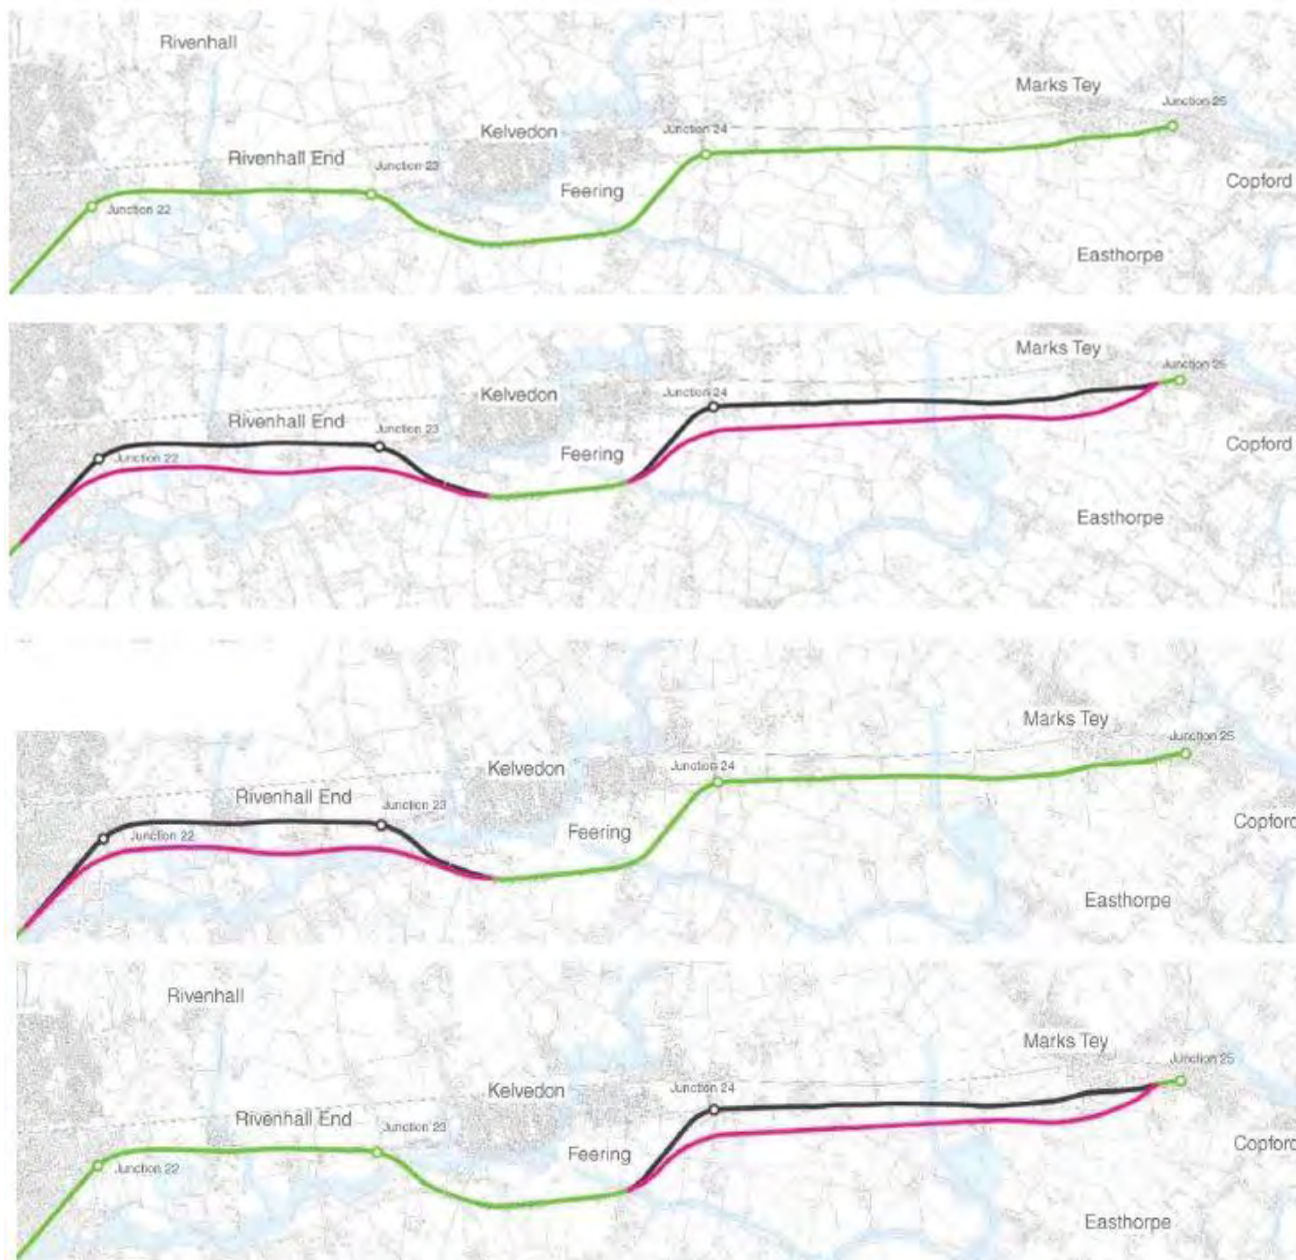 Rivenhall
Marks Tey
Junction 25
Kelvedon
Junction 24
Rivenhall End
Junction 23
Copford
Feering
Junction 22
Easthorpe
Marks Tey
Junction 25
Kelvedon
Junction 24
Rivenhall End
Junction 23
Copford
Feering
Junction 22
Easthorpe
Marks Tey
Junction 25
Kelvedon
Junction 24
Rivenhall End
Junction 23
Copford
Feering
Junction 22
Easthorpe
Rivenhall
Marks Tey
Junction 25
Kelvedon
Junction 24
Rivenhall End
Junction 23
Copford
Feering
Junction 22
Easthorpe